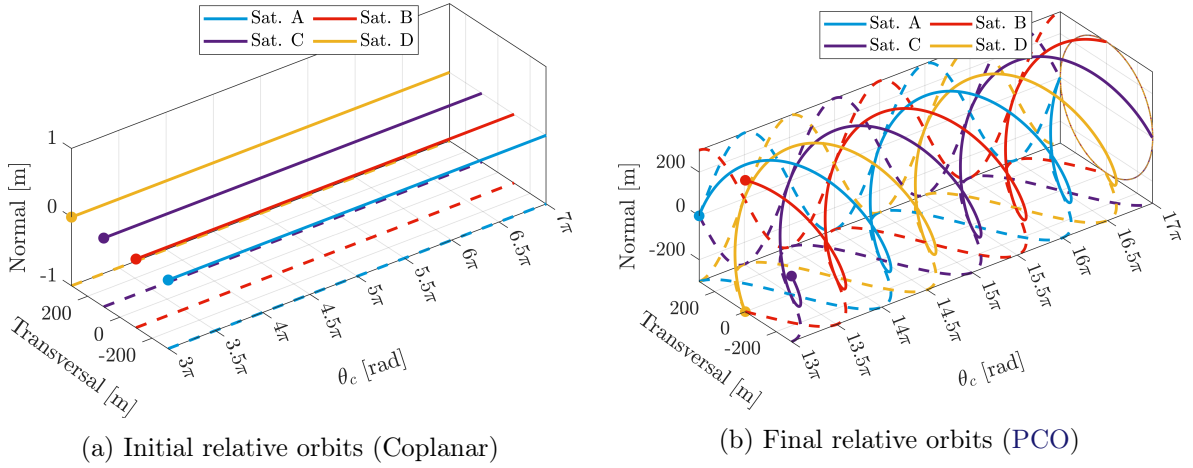 Sat. A Sat. B
Sat. C Sat. D
Normal [m]
1
0
-1
200
0
-200
Transversal [m]
3π
3.5π
4π
4.5π
5π
5.5π
6π
6.5π
7π
θc [rad]
(a) Initial relative orbits (Coplanar)
Sat. A Sat. B
Sat. C Sat. D
Normal [m]
200
0
-200
200
0
-200
Transversal [m]
13π
13.5π
14π
14.5π
15π
15.5π
16π
16.5π
17π
θc [rad]
(b) Final relative orbits (PCO)